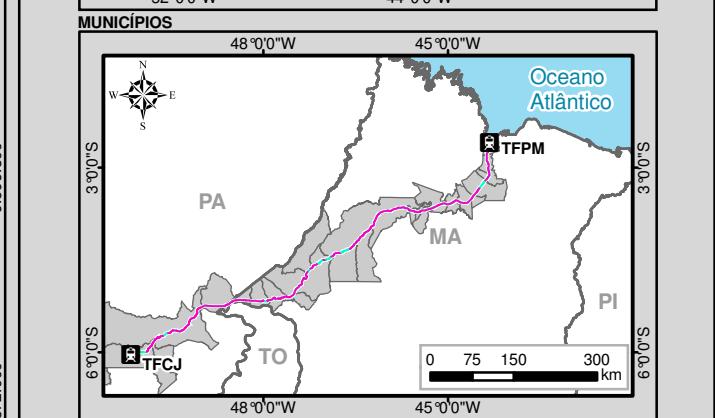 MUNICÍPIOS
48°0'0"W
45°0'0"W
N
W
E
S
Oceano
Atlântico
TFPM
3°0'0"S
3°0'0"S
PA
MA
PI
6°0'0"S
6°0'0"S
TFCJ
TO
0 75 150 300
km
48°0'0"W
45°0'0"W